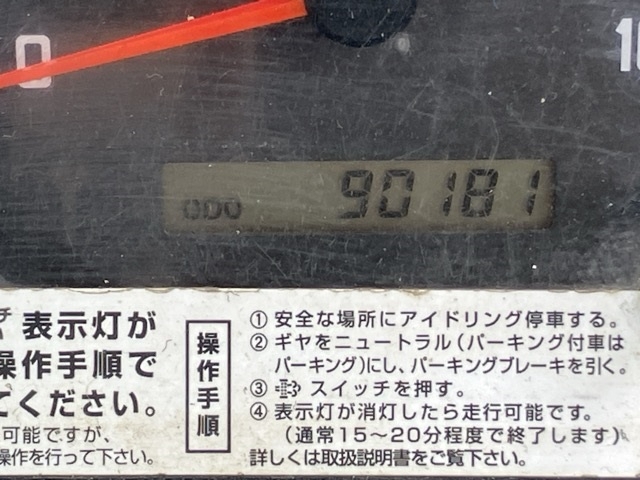 0
ODO 90181
表示灯が
操作手順で
てください。
可能ですが、
操作を行って下さい。
操作手順
① 安全な場所にアイドリング停車する。
② ギヤをニュートラル(パーキング付車は
パーキング)にし、パーキングブレーキを引く。
③ スイッチを押す。
④ 表示灯が消灯したら走行可能です。
(通常15～20分程度で終了します)
詳しくは取扱説明書をご覧下さい。